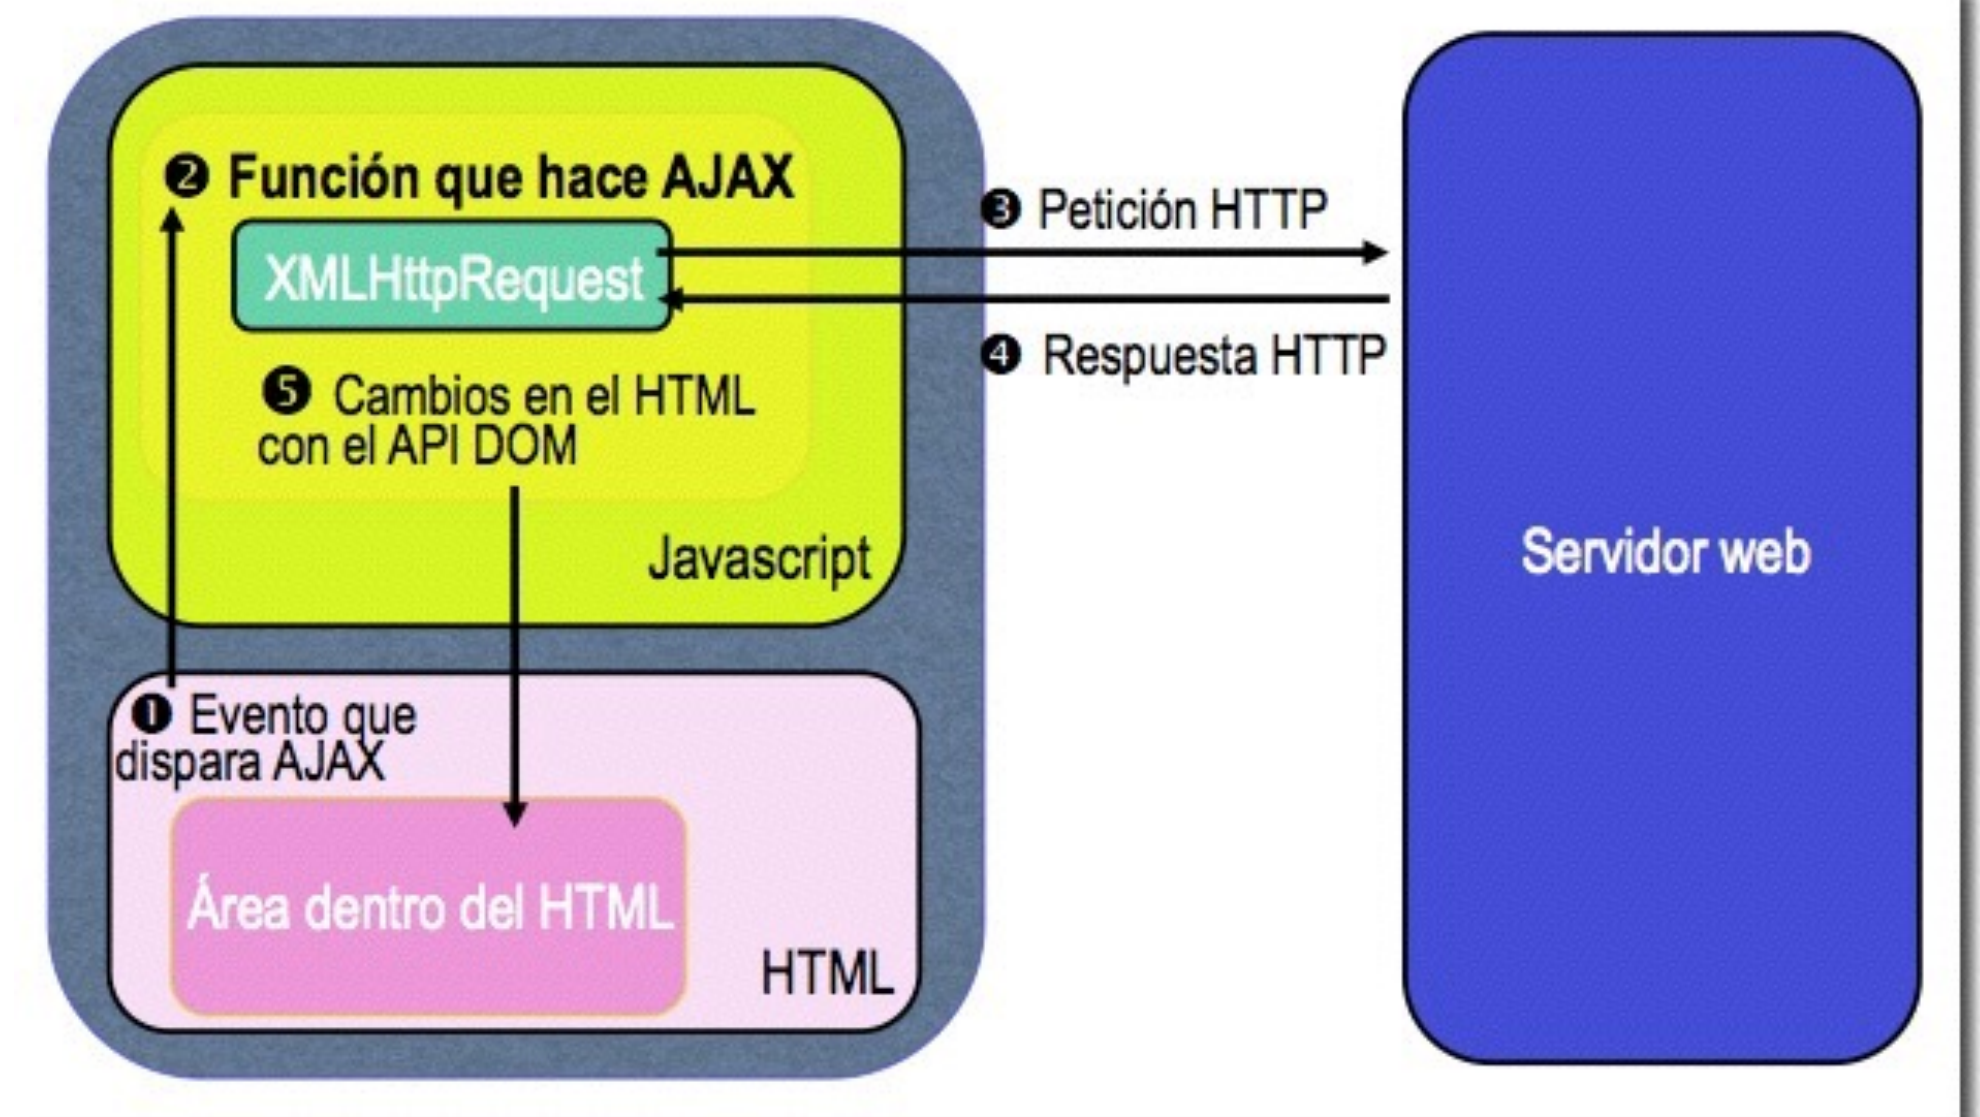 ❷ Función que hace AJAX
XMLHttpRequest
❺ Cambios en el HTML
con el API DOM
Javascript
❶ Evento que
dispara AJAX
Área dentro del HTML
HTML
❸ Petición HTTP
❹ Respuesta HTTP
Servidor web